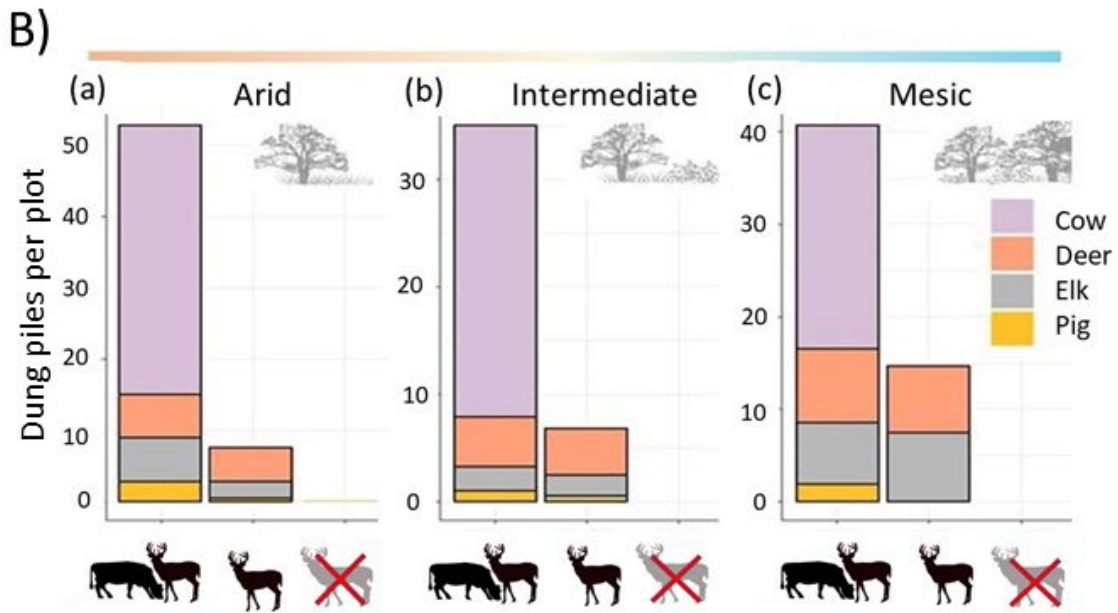 B)
(a) Arid
(b) Intermediate
(c) Mesic
Dung piles per plot
50
40
30
20
10
0
30
20
10
0
40
30
20
10
0
Cow
Deer
Elk
Pig